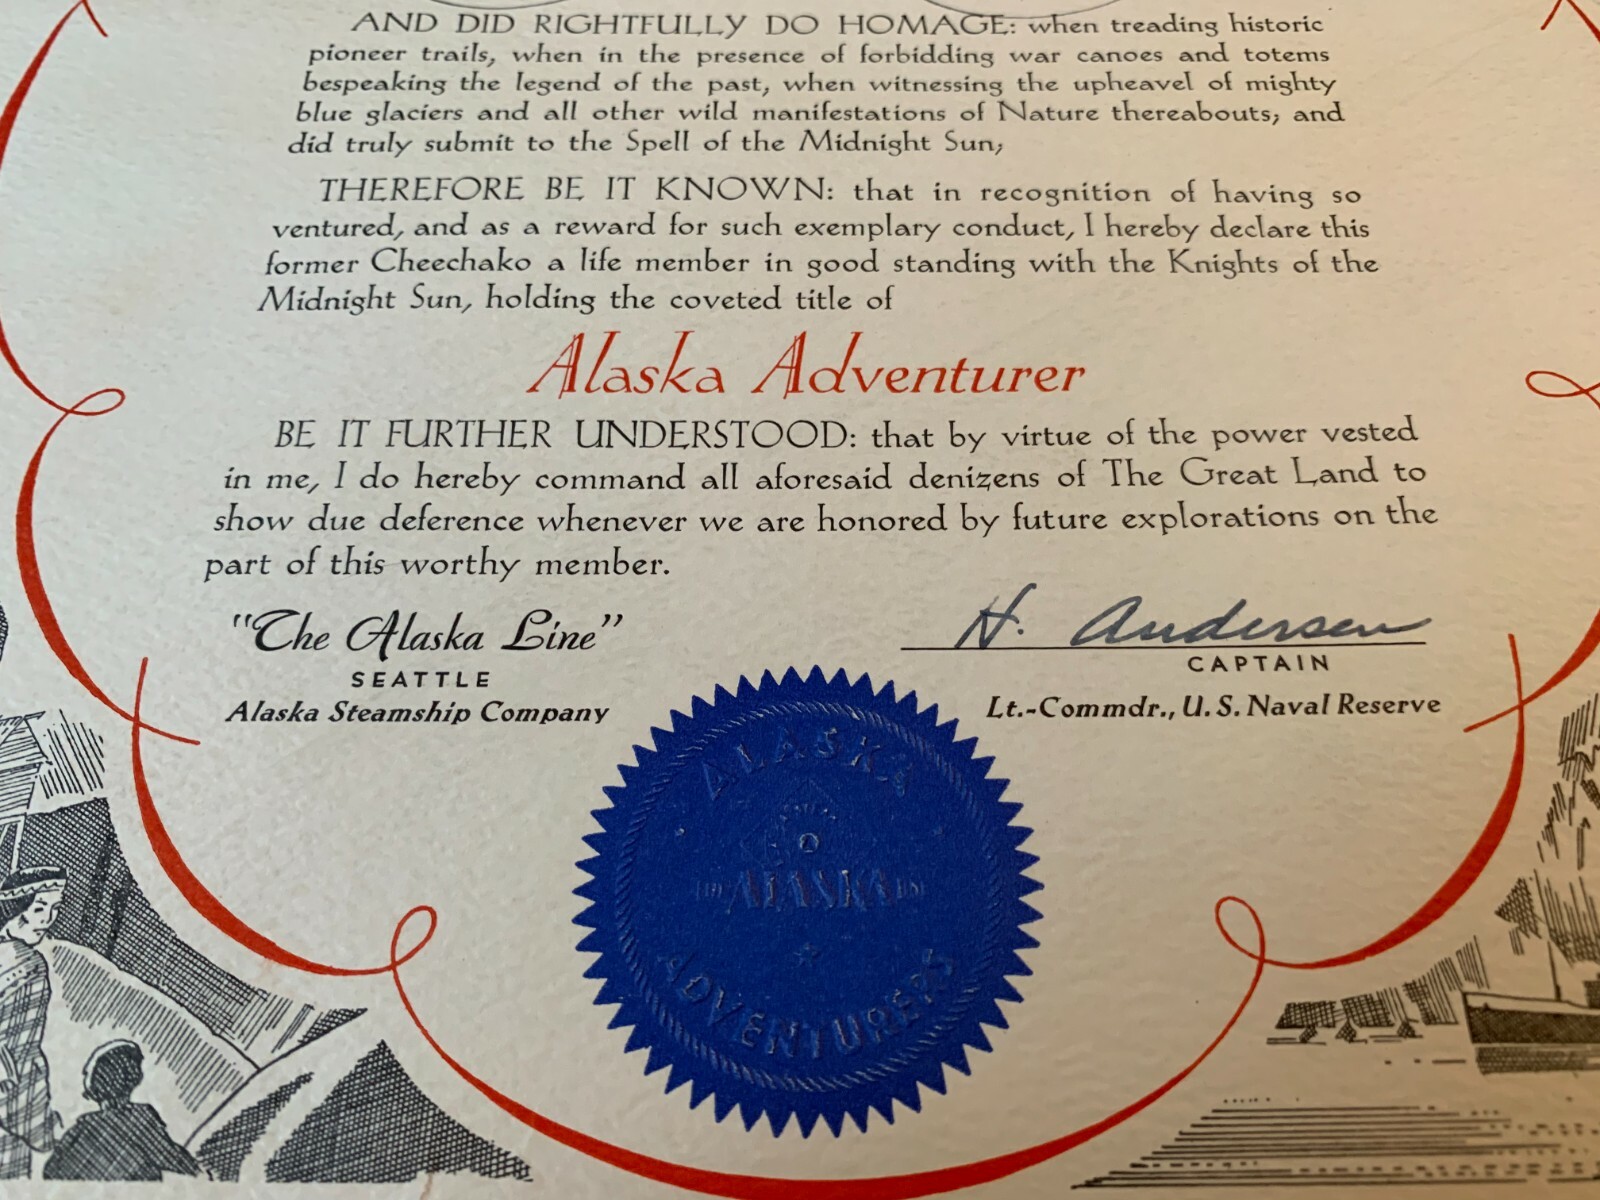 AND DID RIGHTFULLY DO HOMAGE: when treading historic
pioneer trails, when in the presence of forbidding war canoes and totems
bespeaking the legend of the past, when witnessing the upheavel of mighty
blue glaciers and all other wild manifestations of Nature thereabouts; and
did truly submit to the Spell of the Midnight Sun;
THEREFORE BE IT KNOWN: that in recognition of having so
ventured, and as a reward for such exemplary conduct, I hereby declare this
former Cheechako a life member in good standing with the Knights of the
Midnight Sun, holding the coveted title of
Alaska Adventurer
BE IT FURTHER UNDERSTOOD: that by virtue of the power vested
in me, I do hereby command all aforesaid denizens of The Great Land to
show due deference whenever we are honored by future explorations on the
part of this worthy member.
"The Alaska Line"
SEATTLE
Alaska Steamship Company
H. Andersen
CAPTAIN
Lt.-Commdr., U. S. Naval Reserve
ALASKA
ALASKA
ADVENTURERS